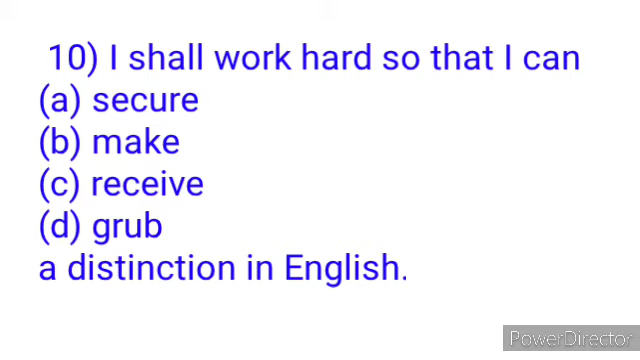 10) I shall work hard so that I can
(a) secure
(b) make
(c) receive
(d) grub
a distinction in English.
PowerDirector